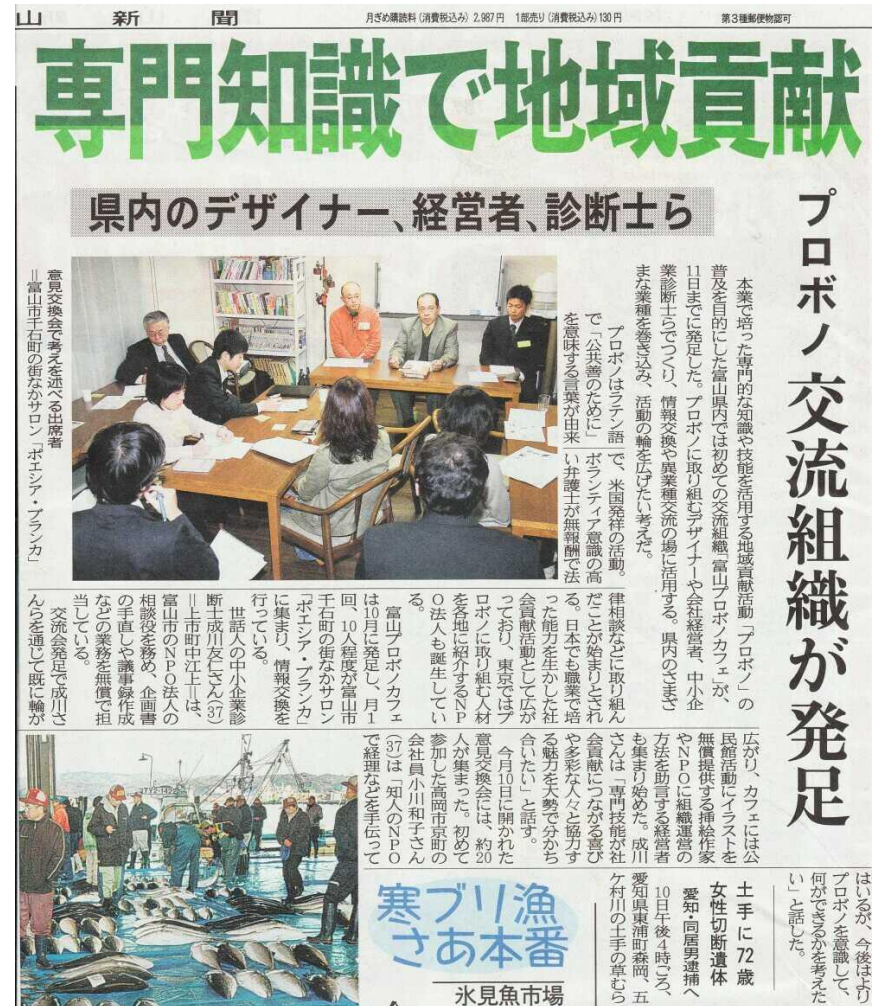 山 新 聞
月ぎめ購読料(消費税込み)2.987円 1部売り(消費税込み)130円
第3種郵便物認可
専門知識で地域貢献
県内のデザイナー、経営者、診断士ら
プロボノ 交流組織が発足
本業で培った専門的な知識や技能を活用する地域貢献活動「プロボノ」の
普及を目的にした富山県内では初めての交流組織「富山プロボノカフェ」が、
11日までに発足した。プロボノに取り組むデザイナーや会社経営者、中小企
業診断士らでつくり、情報交換や異業種交流の場に活用する。県内のさまざ
まな業種を巻き込み、活動の輪を広げたい考えだ。
プロボノはラテン語
で「公共善のために」
を意味する言葉が由来
で、米国発祥の活動。
ボランティア意識の高
い弁護士が無報酬で法
意見交換会で考えを述べる出席者
＝富山市千石町の街なかサロン「ポエシア・ブランカ」
律相談などに取り組ん
だことが始まりとされ
る。日本でも職業で培
った能力を生かした社
会貢献活動として広が
っており、東京ではプ
ロボノに取り組む人材
を各地に紹介するNP
O法人も誕生してい
る。
富山プロボノカフェ
は10月に発足し、月1
回、10人程度が富山市
千石町の街なかサロン
「ポエシア・ブランカ」
に集まり、情報交換を
行っている。
世話人の中小企業診
断士成川友仁さん(37)
＝上市町中江上＝は、
富山市のNPO法人の
相談役を務め、企画書
の手直しや議事録作成
などの業務を無償で担
当している。
交流会発足で成川さ
んらを通じて既に輪が
広がり、カフェには公
民館活動にイラストを
無償提供する挿絵作家
やNPOに組織運営の
方法を助言する経営者
も集まり始めた。成川
さんは「専門技能が社
会貢献につながる喜び
や多彩な人々と協力す
る魅力を大勢で分かち
合いたい」と話す。
今月10日に開かれた
意見交換会には、約20
人が集まった。初めて
参加した高岡市京町の
会社員小川和子さん
(37)は「知人のNPO
で経理などを手伝って
はいるが、今後はより
プロボノを意識して、
何ができるかを考えた
い」と話した。
土手に72歳
女性切断遺体
愛知・同居男逮捕へ
10日午後4時ごろ、
愛知県東浦町森岡、五
ケ村川の土手の草むら
寒ブリ漁
さあ本番
氷見魚市場